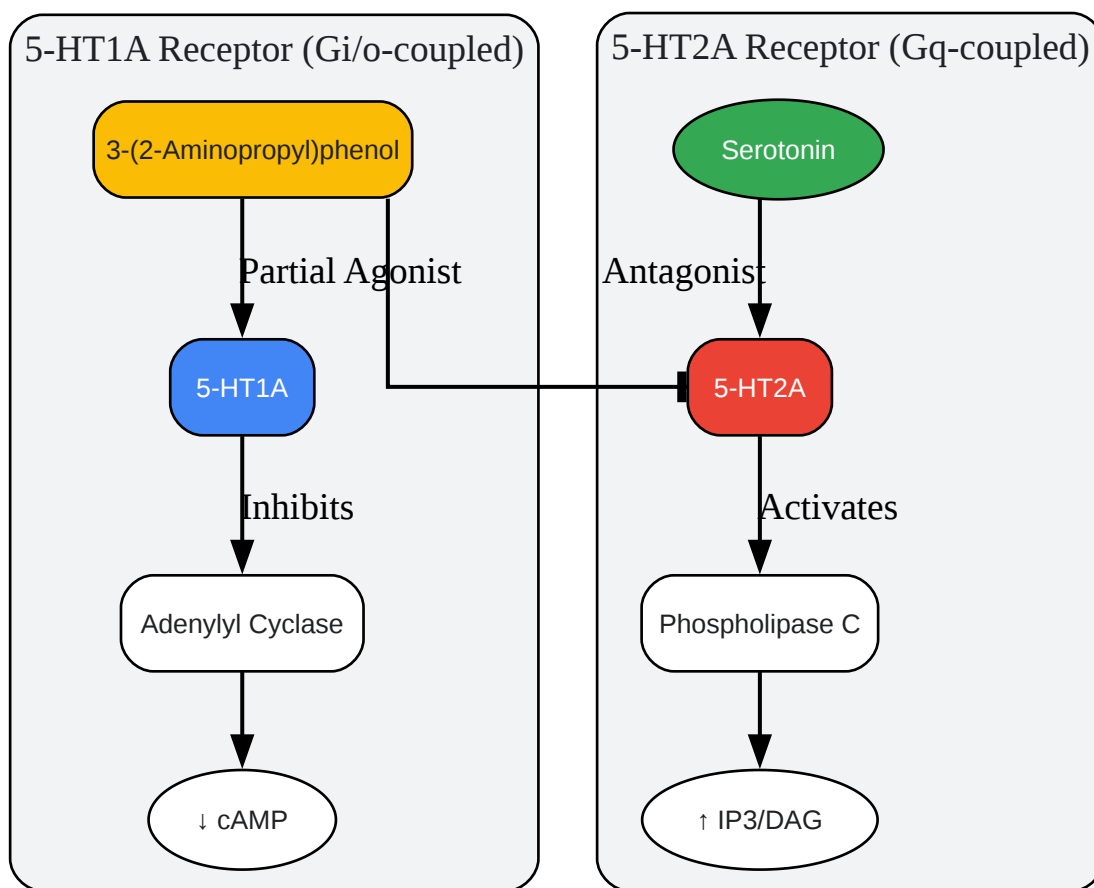 5-HT1A Receptor (Gi/o-coupled)
3-(2-Aminopropyl)phenol
Partial Agonist
5-HT1A
Inhibits
Adenylyl Cyclase
↓ cAMP
5-HT2A Receptor (Gq-coupled)
Serotonin
Antagonist
5-HT2A
Activates
Phospholipase C
↑ IP3/DAG